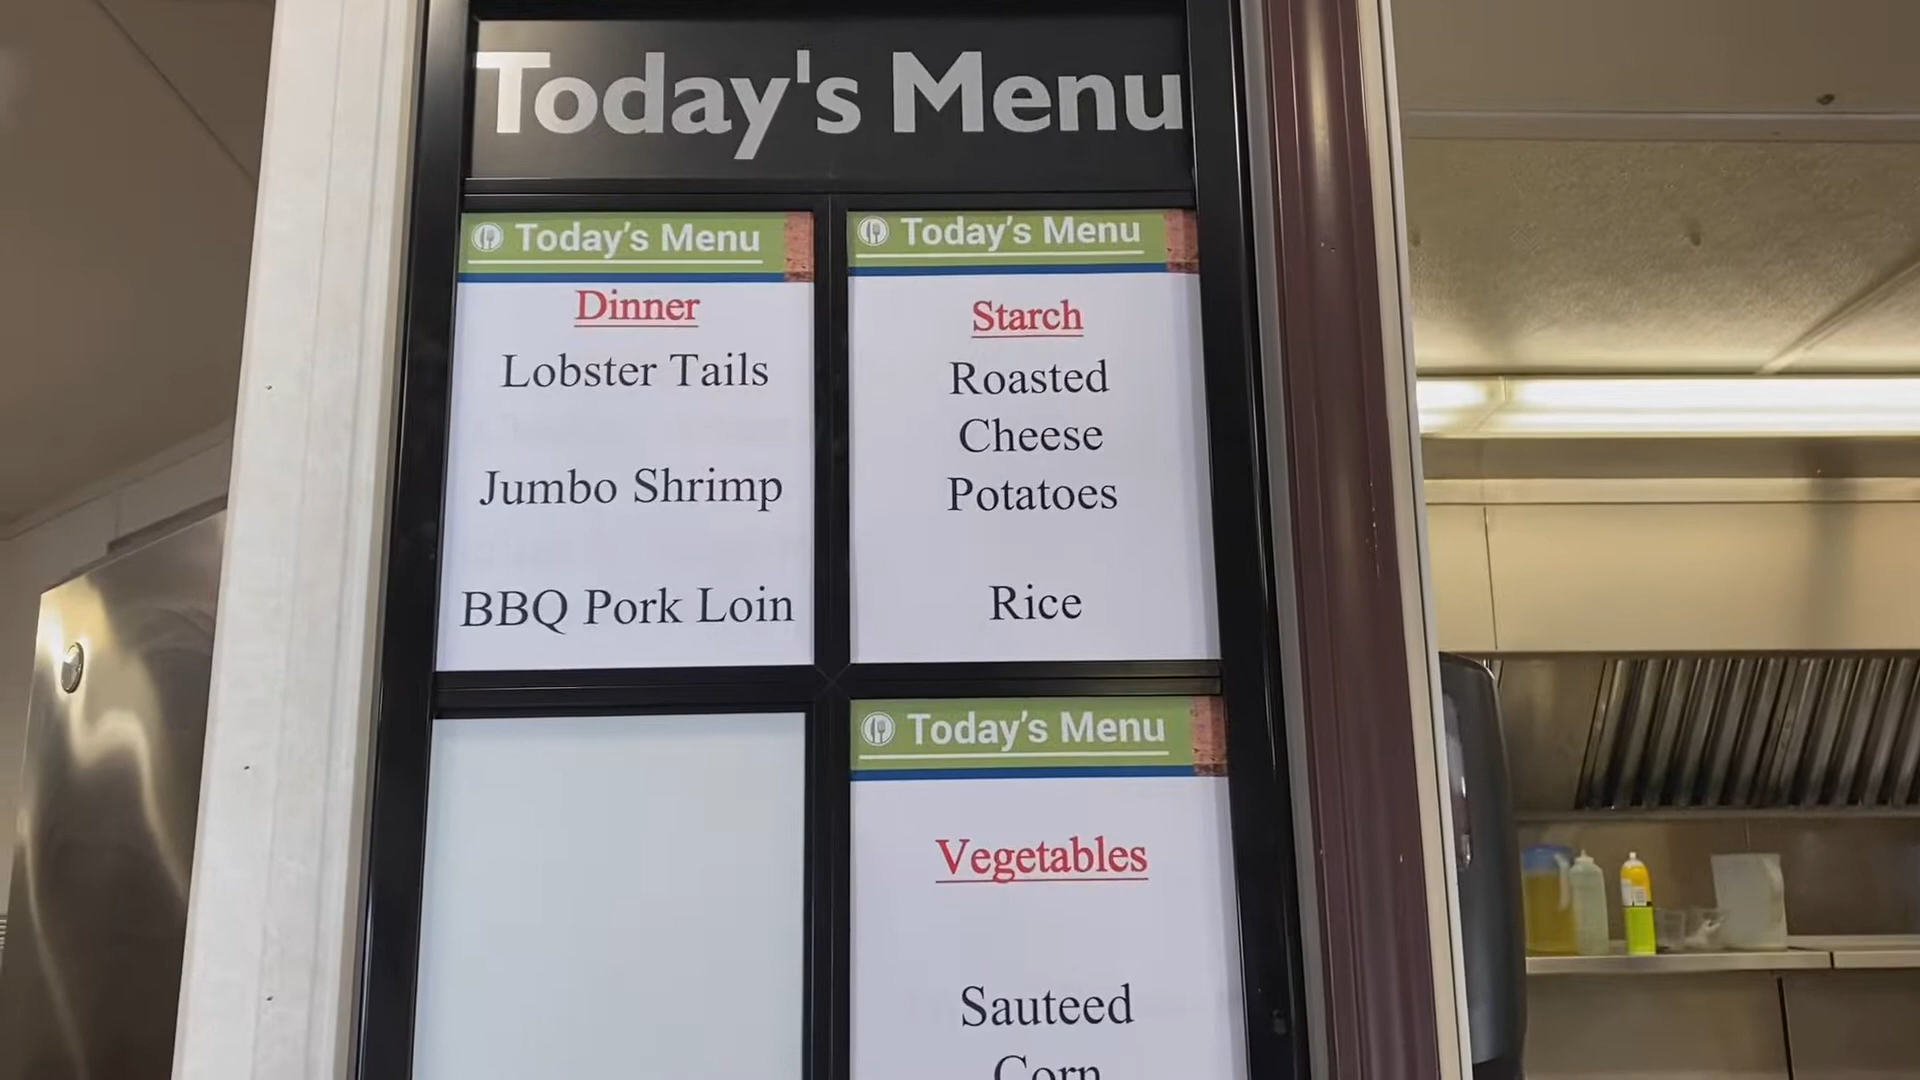 Today's Menu
Today's Menu
Dinner
Lobster Tails
Jumbo Shrimp
BBQ Pork Loin
Today's Menu
Starch
Roasted
Cheese
Potatoes
Rice
Today's Menu
Vegetables
Sauteed
Corn